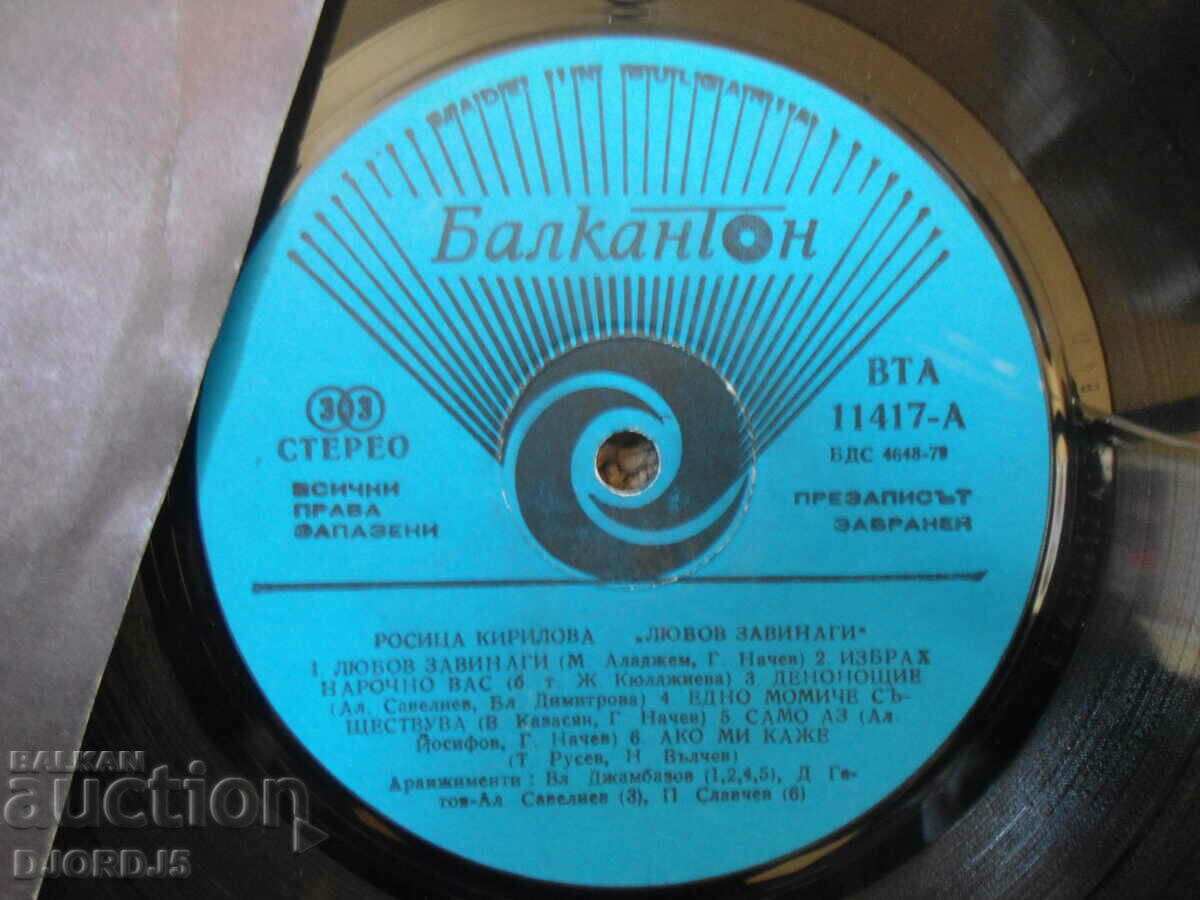 MADE IN BULGARIA
Балкантон
33
СТЕРЕО
ВСИЧКИ
ПРАВА
ЗАПАЗЕНИ
ВТА
11417-А
БДС 4648-78
ПРЕЗАПИСЪТ
ЗАБРАНЕН
РОСИЦА КИРИЛОВА „ЛЮБОВ ЗАВИНАГИ"
1. ЛЮБОВ ЗАВИНАГИ (М. Аладжем, Г. Начев) 2. ИЗБРАХ
НАРОЧНО ВАС (б. т. Ж Кюлджиева) 3. ДЕНОНОЩИЕ
(Ал. Савелиев, Вл Димитрова) 4 ЕДНО МОМИЧЕ СЪ-
ЩЕСТВУВА (В. Казасян, Г. Начев) 5 САМО АЗ (Ал.
Йосифов, Г. Начев) 6. АКО МИ КАЖЕ
(Т. Русев, Н Вълчев)
Аранжименти: Вл Джамбазов (1,2,4,5), Д Ге-
тов-Ал Савелиев (3), П Славчев (6)
BALKAN
auction
DJORDJ5